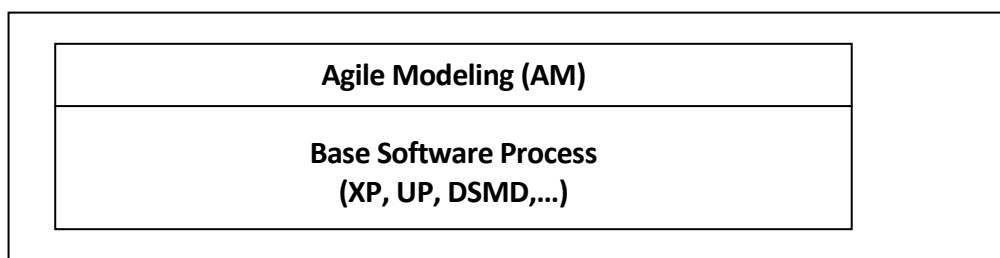 Agile Modeling (AM)
Base Software Process
(XP, UP, DSMD,...)